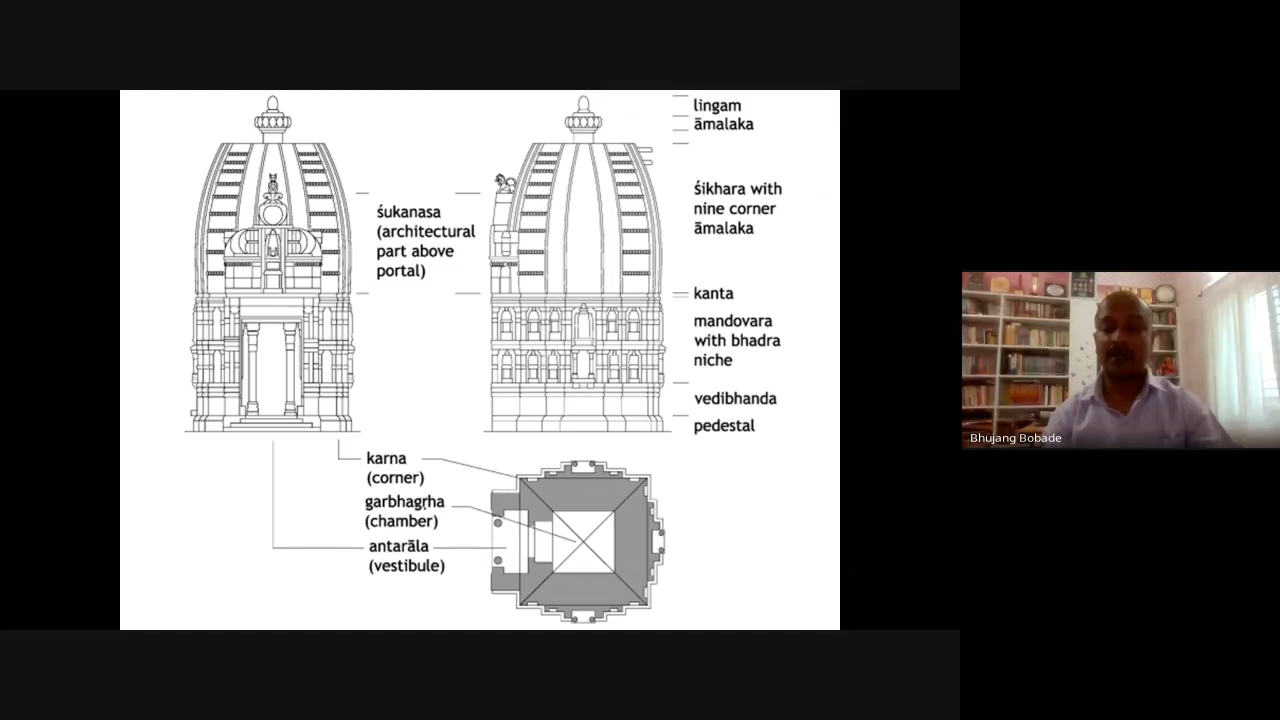 lingam
āmalaka
śikhara with
nine corner
āmalaka
śukanasa
(architectural
part above
portal)
kanta
mandovara
with bhadra
niche
vedibhanda
pedestal
karna
(corner)
garbhagṛha
(chamber)
antarāla
(vestibule)
Bhujang Bobade